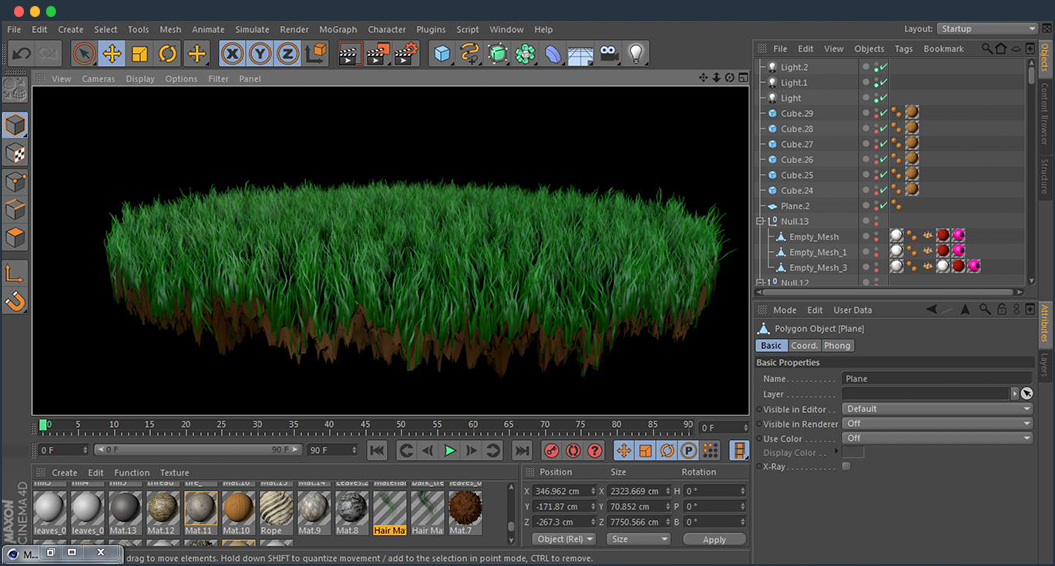 File Edit Create Select Tools Mesh Animate Simulate Render MoGraph Character Plugins Script Window Help Layout: Startup
X Y Z
View Cameras Display Options Filter Panel
File Edit View Objects Tags Bookmark
Light.2
Light.1
Light
Cube.29
Cube.28
Cube.27
Cube.26
Cube.25
Cube.24
Plane.2
Null.13
Empty_Mesh
Empty_Mesh_1
Empty_Mesh_3
Null.12
Objects
Content Browser
Structure
Mode Edit User Data
Polygon Object [Plane]
Basic Coord. Phong
Basic Properties
Name . . . . . . . . . . . Plane
Layer . . . . . . . . . . .
Visible in Editor . . . Default
Visible in Renderer Off
Use Color . . . . . . . Off
Display Color . .
X-Ray . . . . . . . . . .
Attributes
Layers
0 5 10 15 20 25 30 35 40 45 50 55 60 65 70 75 80 85 90 0 F
0 F 0 F 90 F 90 F
P
Create Edit Function Texture
leaves_0 leaves_0 Mat.13 Mat.12 Mat.11 Mat.10 Rope Mat.9 Mat.8 Hair Ma Hair Ma Mat.7
Position Size Rotation
X 346.962 cm X 2323.669 cm H 0 °
Y -171.87 cm Y 70.852 cm P 0 °
Z -267.3 cm Z 7750.566 cm B 0 °
Object (Rel) Size Apply
MAXON
CINEMA 4D
M...
drag to move elements. Hold down SHIFT to quantize movement / add to the selection in point mode, CTRL to remove.